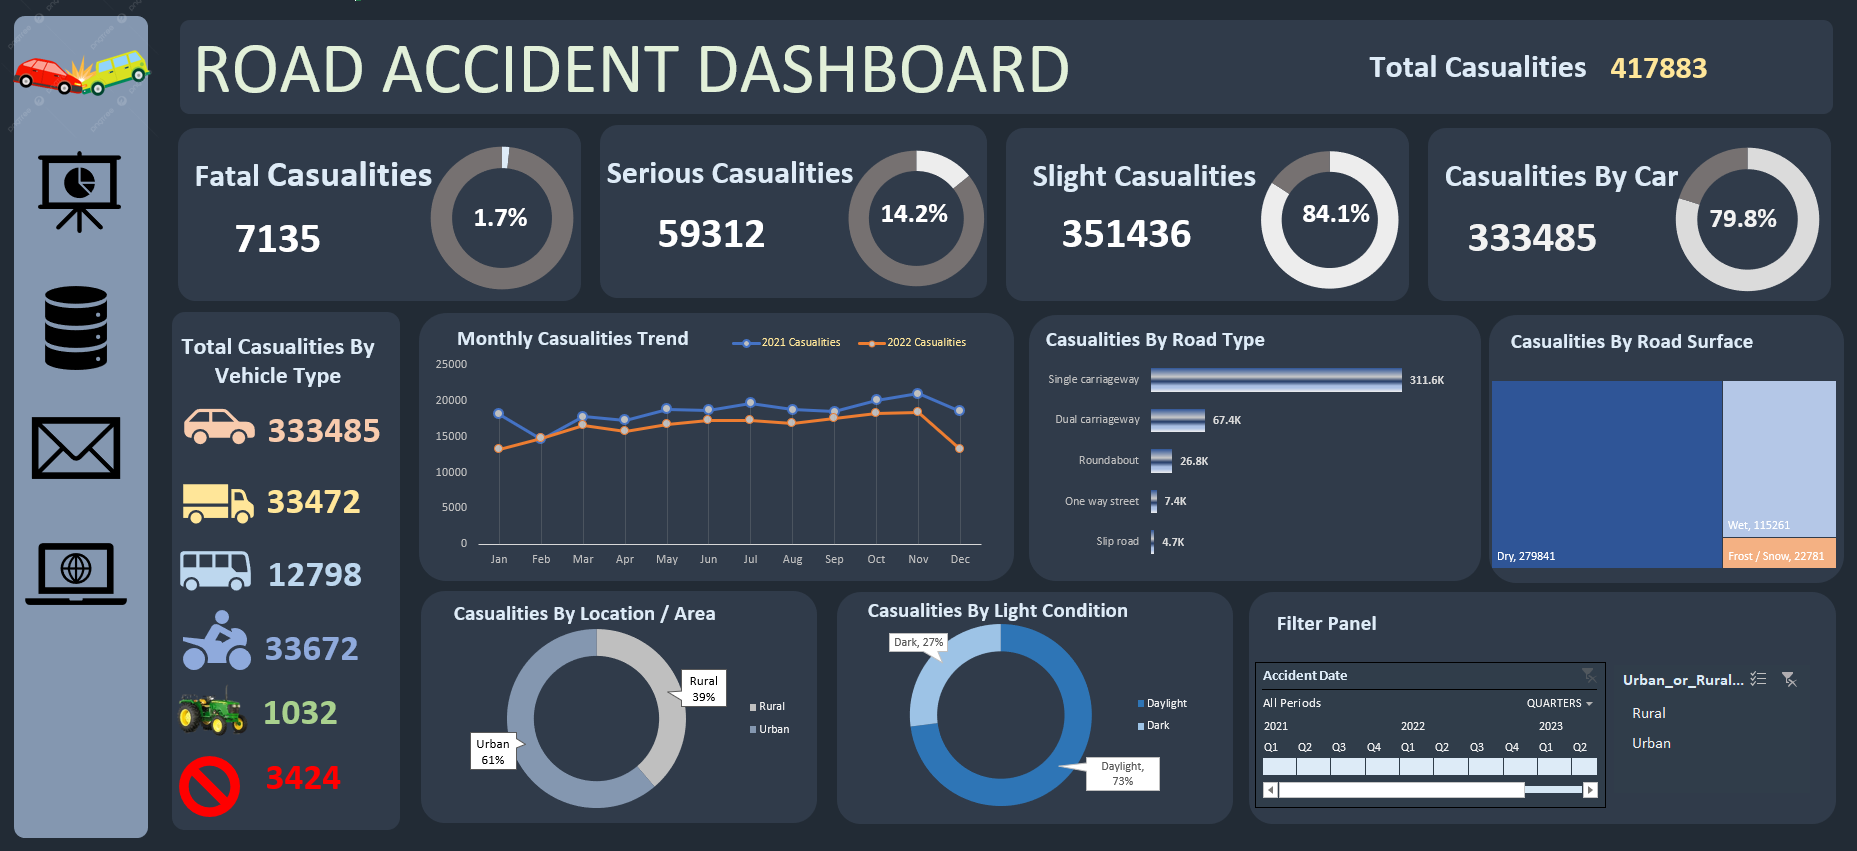 ROAD ACCIDENT DASHBOARD
Total Casualities 417883
Fatal Casualities
7135
1.7%
Serious Casualities
59312
14.2%
Slight Casualities
351436
84.1%
Casualities By Car
333485
79.8%
Total Casualities By
Vehicle Type
333485
33472
12798
33672
1032
3424
Monthly Casualities Trend
2021 Casualities
2022 Casualities
25000
20000
15000
10000
5000
0
Jan Feb Mar Apr May Jun Jul Aug Sep Oct Nov Dec
Casualities By Road Type
Single carriageway 311.6K
Dual carriageway 67.4K
Roundabout 26.8K
One way street 7.4K
Slip road 4.7K
Casualities By Road Surface
Dry, 279841
Wet, 115261
Frost / Snow, 22781
Casualities By Location / Area
Rural
39%
Urban
61%
Rural
Urban
Casualities By Light Condition
Dark, 27%
Daylight,
73%
Daylight
Dark
Filter Panel
Accident Date
All Periods QUARTERS
2021 2022 2023
Q1 Q2 Q3 Q4 Q1 Q2 Q3 Q4 Q1 Q2
Urban_or_Rural...
Rural
Urban